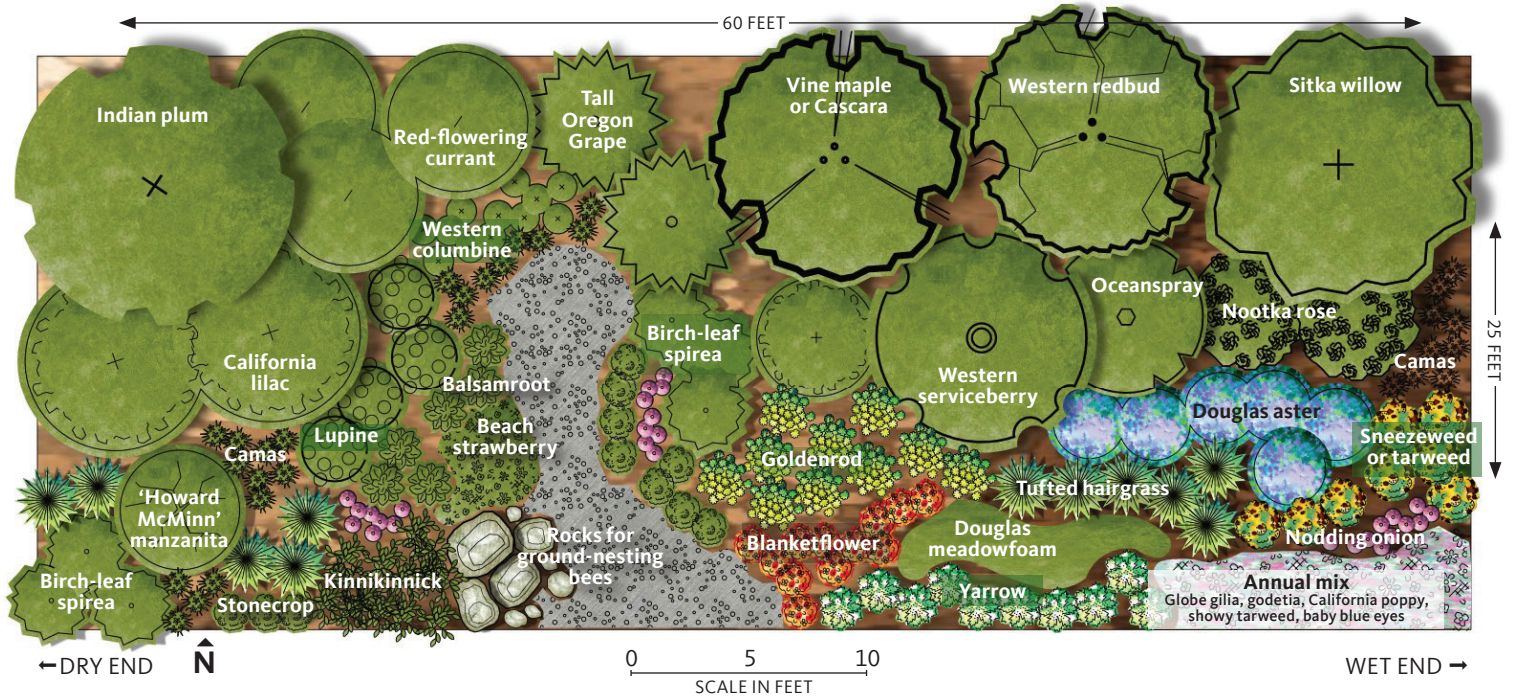 60 FEET
Indian plum
Red-flowering
currant
Tall
Oregon
Grape
Vine maple
or Cascara
Western redbud
Sitka willow
Western
columbine
Birch-leaf
spirea
Oceanspray
Nootka rose
25 FEET
Camas
California
lilac
Balsamroot
Western
serviceberry
Douglas aster
Lupine
Beach
strawberry
Camas
Goldenrod
Sneezeweed
or tarweed
Tufted hairgrass
'Howard
McMinn'
manzanita
Rocks for
ground-nesting
bees
Blanketflower
Douglas
meadowfoam
Nodding onion
Birch-leaf
spirea
Stonecrop
Kinnikinnick
Yarrow
Annual mix
Globe gilia, godetia, California poppy,
showy tarweed, baby blue eyes
←DRY END
N
0 5 10
SCALE IN FEET
WET END →